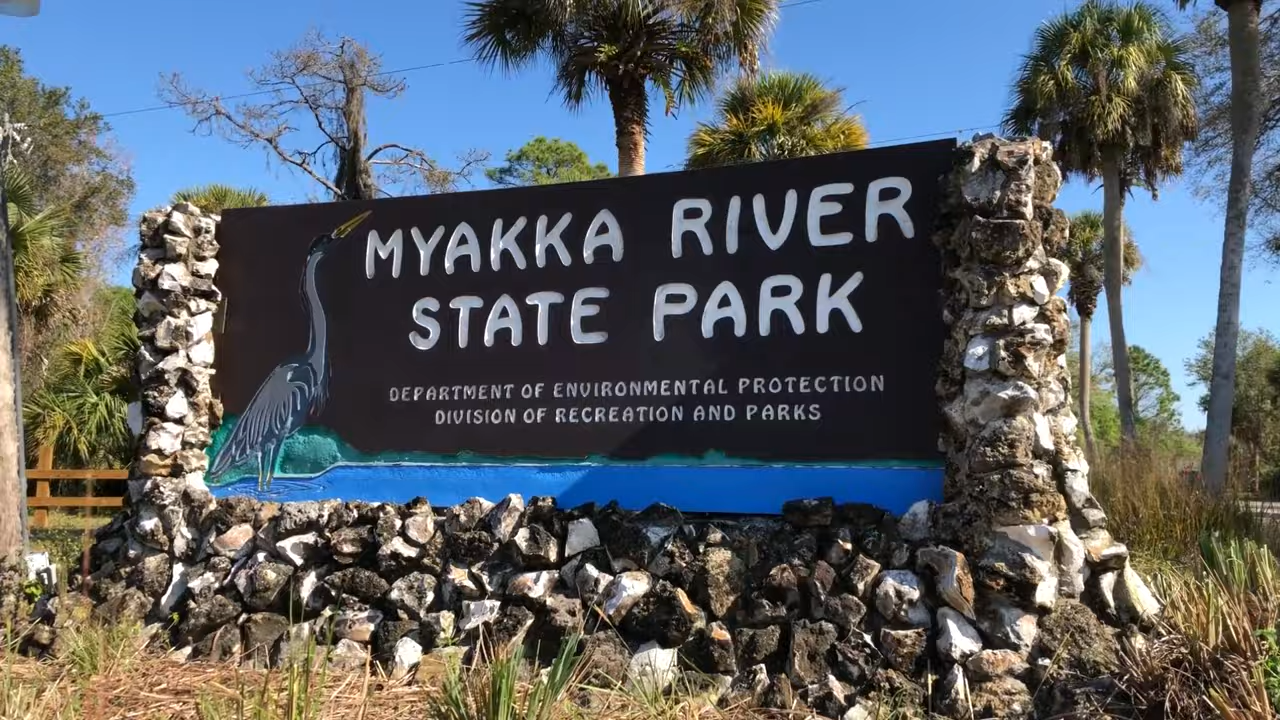 MYAKKA RIVER
STATE PARK
DEPARTMENT OF ENVIRONMENTAL PROTECTION
DIVISION OF RECREATION AND PARKS